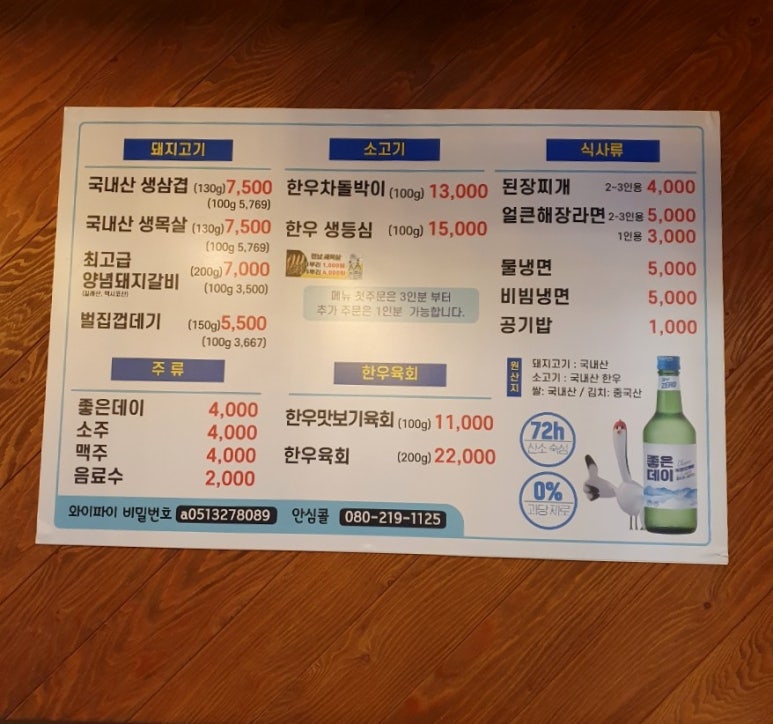 돼지고기
국내산 생삼겹 (130g) 7,500
(100g 5,769)
국내산 생목살 (130g) 7,500
(100g 5,769)
최고급
양념돼지갈비 (200g) 7,000
(100g 3,500)
벌집껍데기 (150g) 5,500
(100g 3,667)
주 류
좋은데이 4,000
소주 4,000
맥주 4,000
음료수 2,000
소고기
한우차돌박이 (100g) 13,000
한우 생등심 (100g) 15,000
메뉴 첫주문은 3인분 부터
추가 주문은 1인분 가능합니다.
한우육회
한우맛보기육회 (100g) 11,000
한우육회 (200g) 22,000
식사류
된장찌개 2~3인용 4,000
얼큰해장라면 2~3인용 5,000
1인용 3,000
물냉면 5,000
비빔냉면 5,000
공기밥 1,000
원산지
돼지고기 : 국내산
소고기 : 국내산 한우
쌀: 국내산 / 김치: 중국산
72h
산소 숙성
0%
과당 제로
ZERO
좋은
데이
와이파이 비밀번호 a0513278089 안심콜 080-219-1125